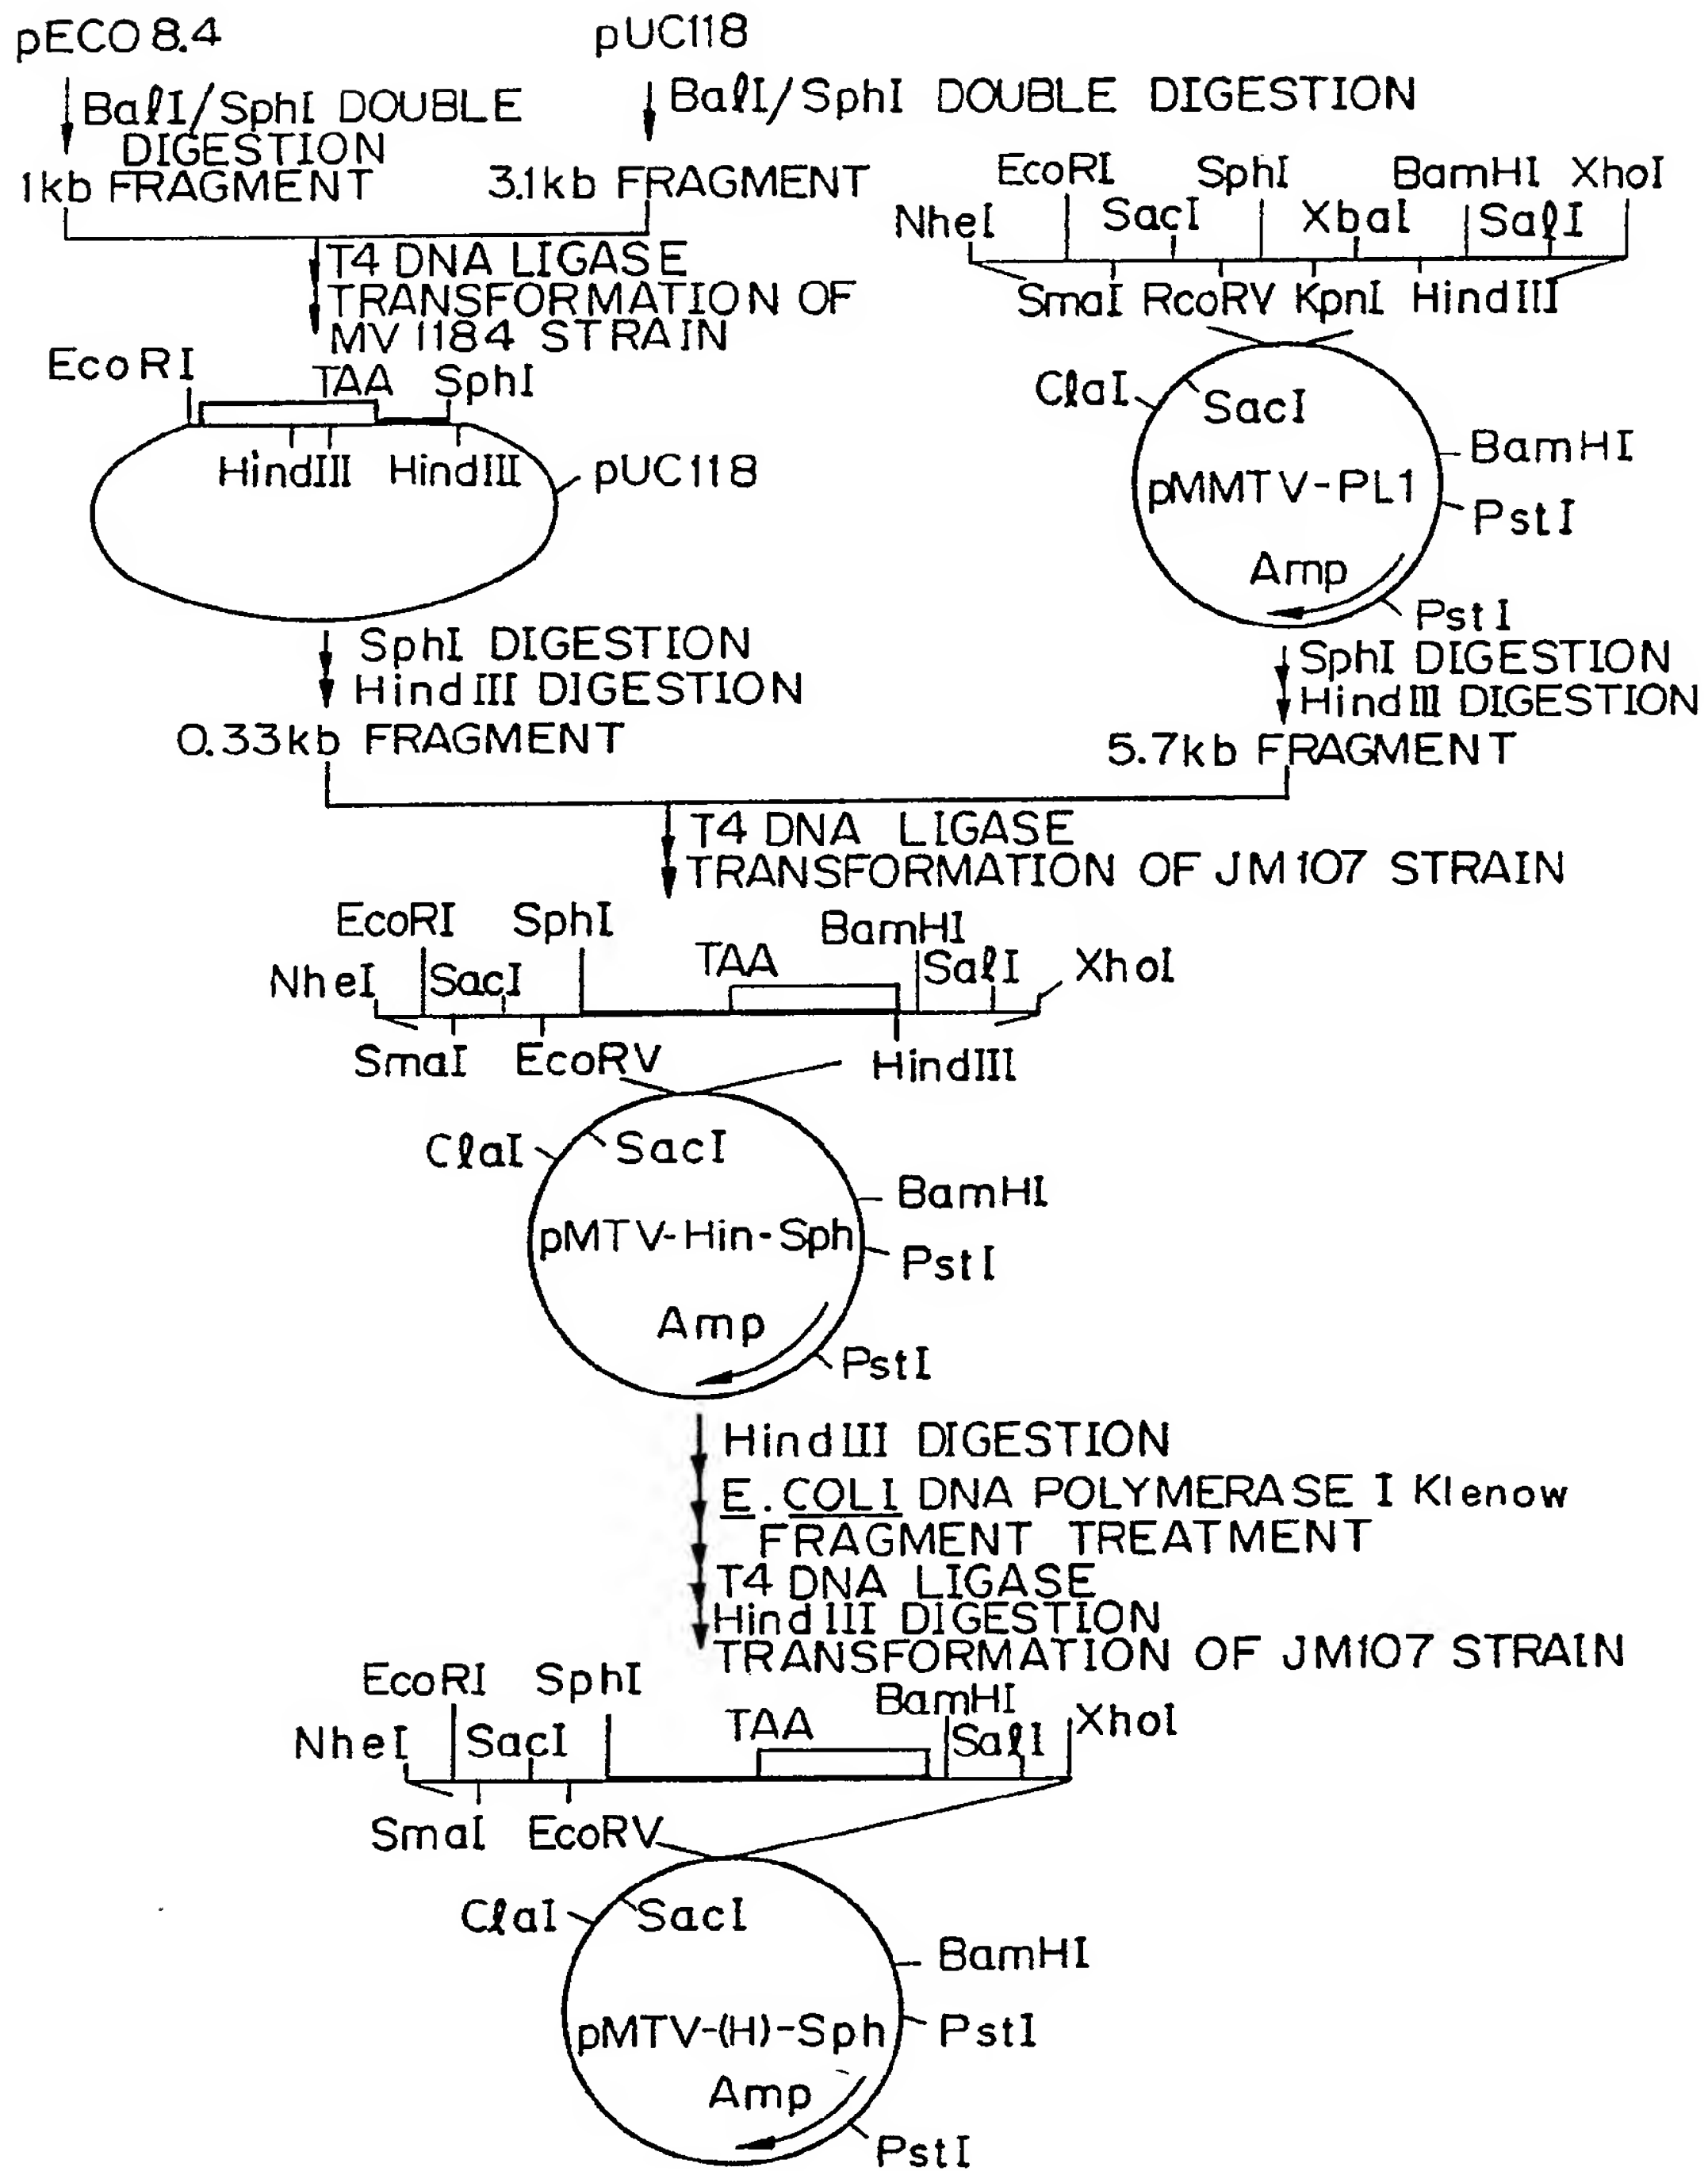 pECO 8.4
pUC118
BalI/SphI DOUBLE
DIGESTION
BalI/SphI DOUBLE DIGESTION
1kb FRAGMENT
3.1kb FRAGMENT
EcoRI SphI BamHI XhoI
NheI SacI XbaI SalI
SmaI RcoRV KpnI HindIII
T4 DNA LIGASE
TRANSFORMATION OF
MV 1184 STRAIN
EcoRI TAA SphI
HindIII HindIII
pUC118
ClaI
SacI
BamHI
pMMTV-PL1
PstI
Amp
PstI
SphI DIGESTION
HindIII DIGESTION
0.33kb FRAGMENT
SphI DIGESTION
HindIII DIGESTION
5.7kb FRAGMENT
T4 DNA LIGASE
TRANSFORMATION OF JM107 STRAIN
EcoRI SphI BamHI
NheI SacI TAA SalI XhoI
SmaI EcoRV HindIII
ClaI
SacI
BamHI
pMTV-Hin-Sph
PstI
Amp
PstI
HindIII DIGESTION
E. COLI DNA POLYMERASE I Klenow
FRAGMENT TREATMENT
T4 DNA LIGASE
HindIII DIGESTION
TRANSFORMATION OF JM107 STRAIN
EcoRI SphI BamHI
NheI SacI TAA SalI XhoI
SmaI EcoRV
ClaI
SacI
BamHI
pMTV-(H)-Sph
PstI
Amp
PstI